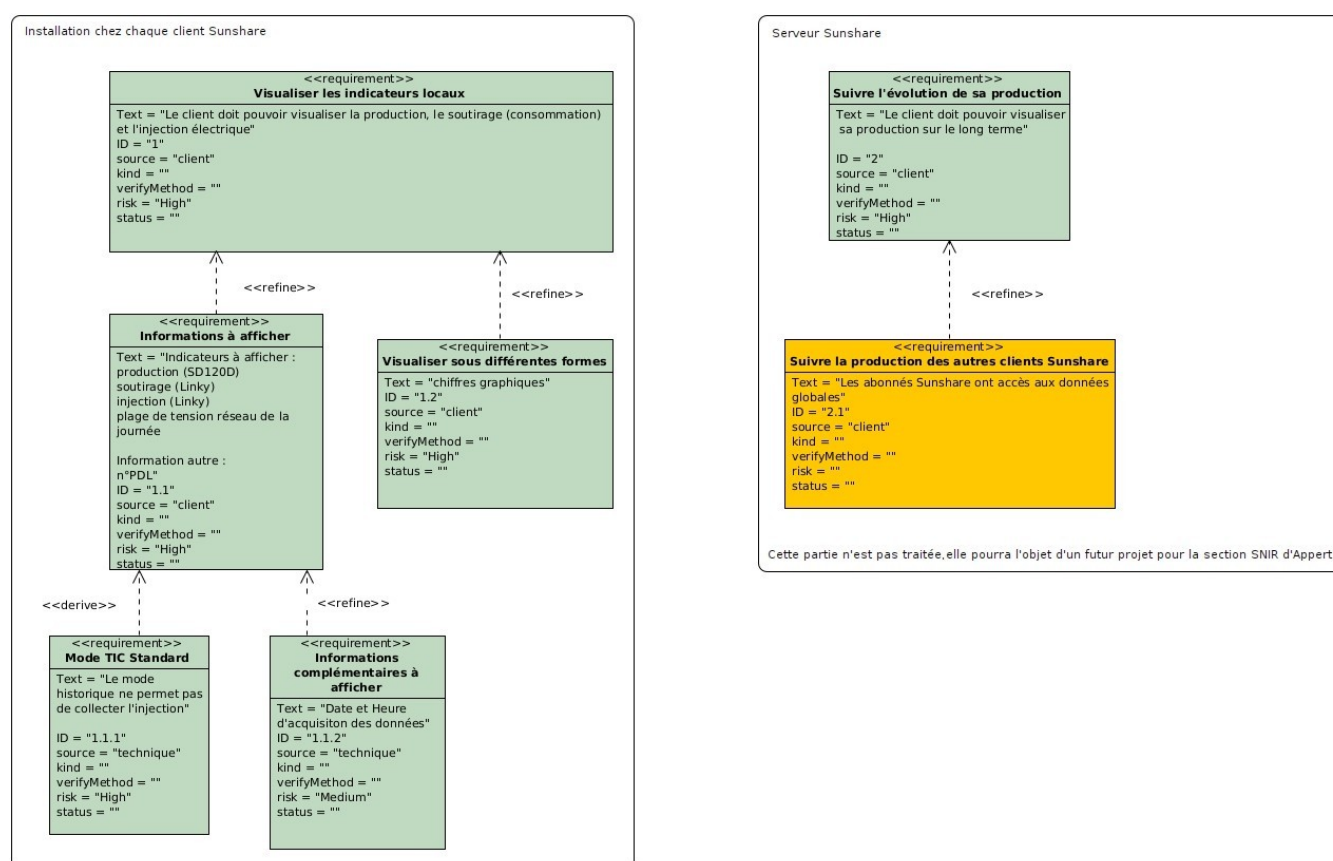 Installation chez chaque client Sunshare
<<requirement>>
Visualiser les indicateurs locaux
Text = "Le client doit pouvoir visualiser la production, le soutirage (consommation)
et l'injection électrique"
ID = "1"
source = "client"
kind = ""
verifyMethod = ""
risk = "High"
status = ""
<<refine>>
<<refine>>
<<requirement>>
Informations à afficher
Text = "Indicateurs à afficher :
production (SD120D)
soutirage (Linky)
injection (Linky)
plage de tension réseau de la
journée
Information autre :
n°PDL"
ID = "1.1"
source = "client"
kind = ""
verifyMethod = ""
risk = "High"
status = ""
<<requirement>>
Visualiser sous différentes formes
Text = "chiffres graphiques"
ID = "1.2"
source = "client"
kind = ""
verifyMethod = ""
risk = "High"
status = ""
<<derive>>
<<refine>>
<<requirement>>
Mode TIC Standard
Text = "Le mode
historique ne permet pas
de collecter l'injection"
ID = "1.1.1"
source = "technique"
kind = ""
verifyMethod = ""
risk = "High"
status = ""
<<requirement>>
Informations
complémentaires à
afficher
Text = "Date et Heure
d'acquisiton des données"
ID = "1.1.2"
source = "technique"
kind = ""
verifyMethod = ""
risk = "Medium"
status = ""
Serveur Sunshare
<<requirement>>
Suivre l'évolution de sa production
Text = "Le client doit pouvoir visualiser
sa production sur le long terme"
ID = "2"
source = "client"
kind = ""
verifyMethod = ""
risk = "High"
status = ""
<<refine>>
<<requirement>>
Suivre la production des autres clients Sunshare
Text = "Les abonnés Sunshare ont accès aux données
globales"
ID = "2.1"
source = "client"
kind = ""
verifyMethod = ""
risk = ""
status = ""
Cette partie n'est pas traitée,elle pourra l'objet d'un futur projet pour la section SNIR d'Appert